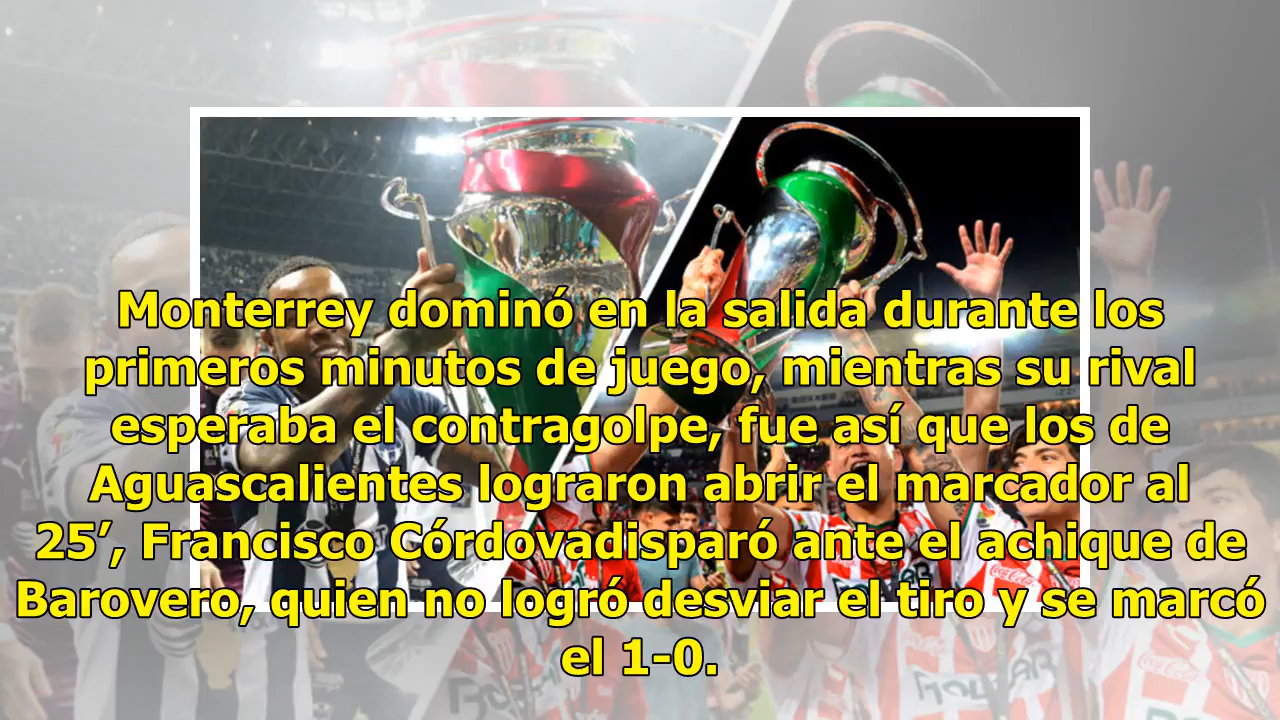 Monterrey dominó en la salida durante los
primeros minutos de juego, mientras su rival
esperaba el contragolpe, fue así que los de
Aguascalientes lograron abrir el marcador al
25’, Francisco Córdovadisparó ante el achique de
Barovero, quien no logró desviar el tiro y se marcó
el 1-0.
Coca-Cola